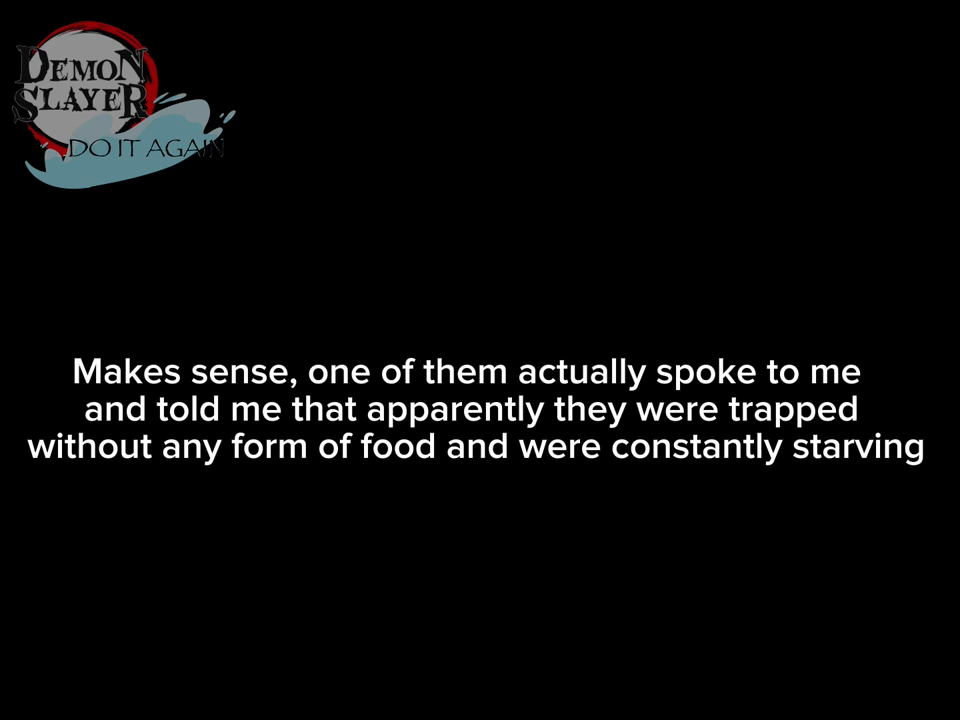 DEMON
SLAYER
DO IT AGAIN
Makes sense, one of them actually spoke to me
and told me that apparently they were trapped
without any form of food and were constantly starving